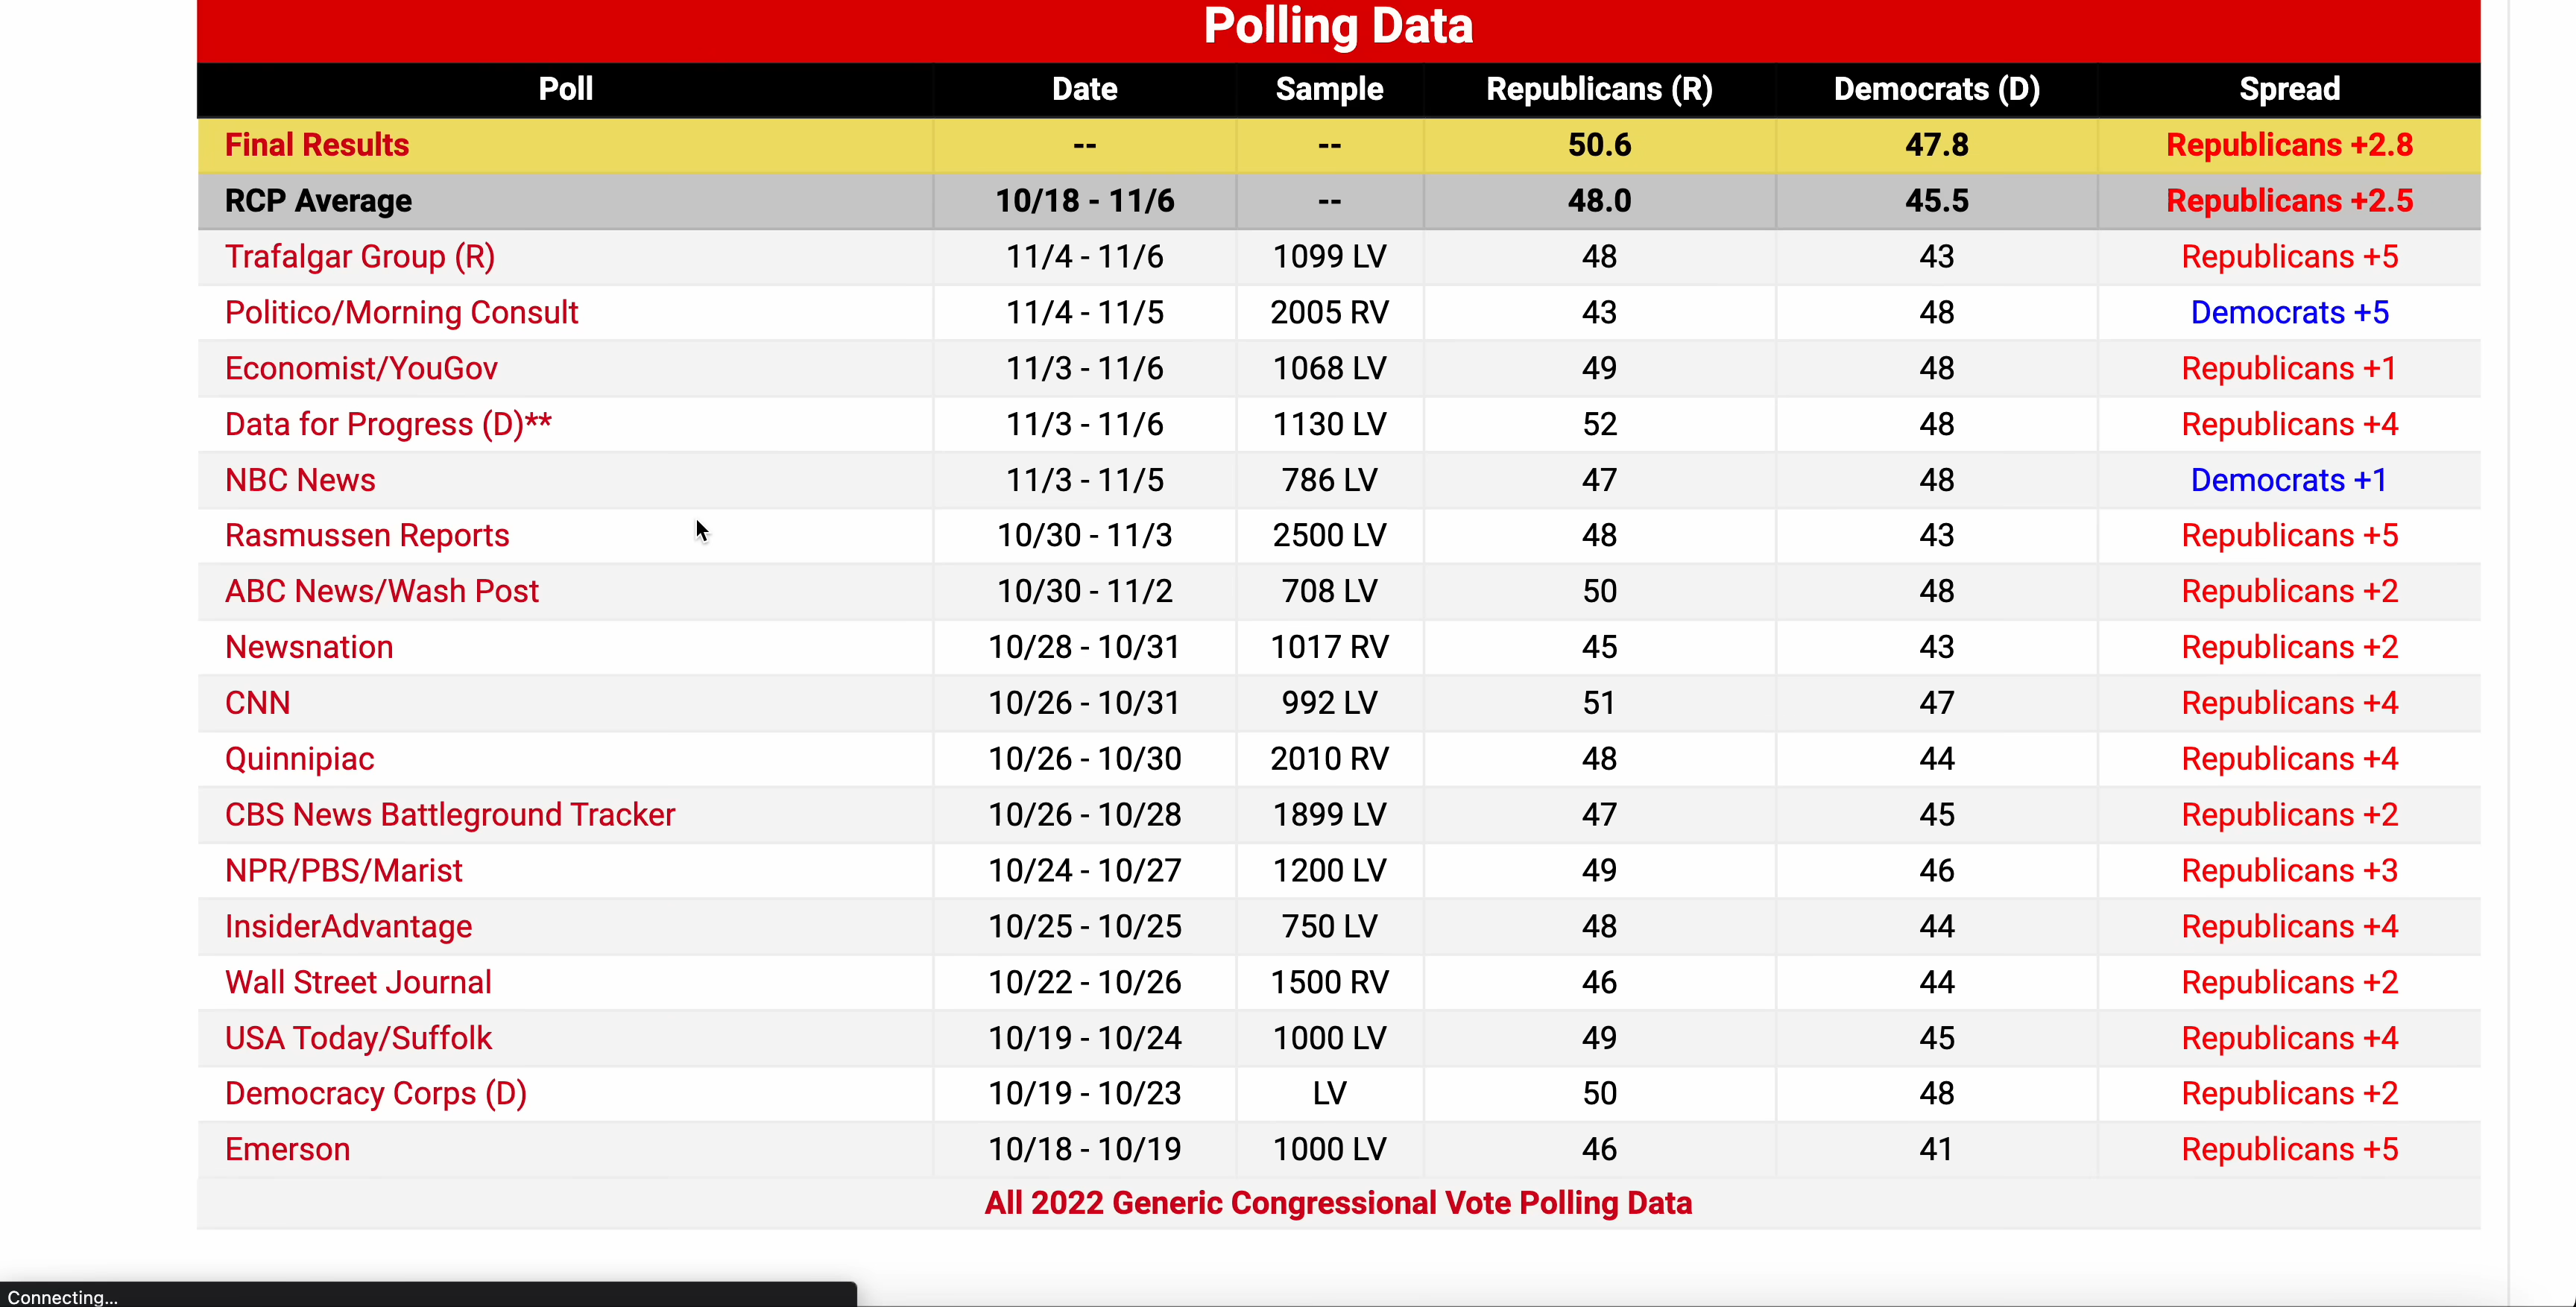 Polling Data
Poll Date Sample Republicans (R) Democrats (D) Spread
Final Results -- -- 50.6 47.8 Republicans +2.8
RCP Average 10/18 - 11/6 -- 48.0 45.5 Republicans +2.5
Trafalgar Group (R) 11/4 - 11/6 1099 LV 48 43 Republicans +5
Politico/Morning Consult 11/4 - 11/5 2005 RV 43 48 Democrats +5
Economist/YouGov 11/3 - 11/6 1068 LV 49 48 Republicans +1
Data for Progress (D)** 11/3 - 11/6 1130 LV 52 48 Republicans +4
NBC News 11/3 - 11/5 786 LV 47 48 Democrats +1
Rasmussen Reports 10/30 - 11/3 2500 LV 48 43 Republicans +5
ABC News/Wash Post 10/30 - 11/2 708 LV 50 48 Republicans +2
Newsnation 10/28 - 10/31 1017 RV 45 43 Republicans +2
CNN 10/26 - 10/31 992 LV 51 47 Republicans +4
Quinnipiac 10/26 - 10/30 2010 RV 48 44 Republicans +4
CBS News Battleground Tracker 10/26 - 10/28 1899 LV 47 45 Republicans +2
NPR/PBS/Marist 10/24 - 10/27 1200 LV 49 46 Republicans +3
InsiderAdvantage 10/25 - 10/25 750 LV 48 44 Republicans +4
Wall Street Journal 10/22 - 10/26 1500 RV 46 44 Republicans +2
USA Today/Suffolk 10/19 - 10/24 1000 LV 49 45 Republicans +4
Democracy Corps (D) 10/19 - 10/23 LV 50 48 Republicans +2
Emerson 10/18 - 10/19 1000 LV 46 41 Republicans +5
All 2022 Generic Congressional Vote Polling Data
Connecting...